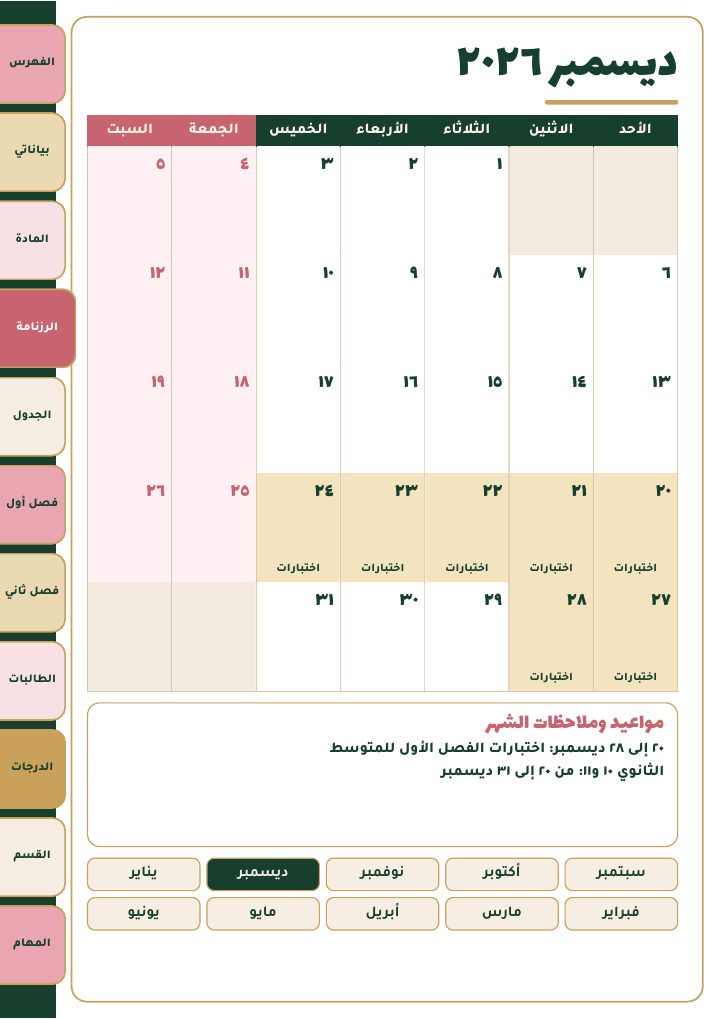 ديسمبر ٢٠٢٦
الأحد الاثنين الثلاثاء الأربعاء الخميس الجمعة السبت
١ ٢ ٣ ٤ ٥
٦ ٧ ٨ ٩ ١٠ ١١ ١٢
١٣ ١٤ ١٥ ١٦ ١٧ ١٨ ١٩
٢٠ ٢١ ٢٢ ٢٣ ٢٤ ٢٥ ٢٦
اختبارات اختبارات اختبارات اختبارات اختبارات
٢٧ ٢٨ ٢٩ ٣٠ ٣١
اختبارات اختبارات
مواعيد وملاحظات الشهر
٢٠ إلى ٢٨ ديسمبر: اختبارات الفصل الأول للمتوسط
الثانوي ١٠ و١١: من ٢٠ إلى ٣١ ديسمبر
سبتمبر أكتوبر نوفمبر ديسمبر يناير
فبراير مارس أبريل مايو يونيو
الفهرس
بياناتي
المادة
الرزنامة
الجدول
فصل أول
فصل ثاني
الطالبات
الدرجات
القسم
المهام